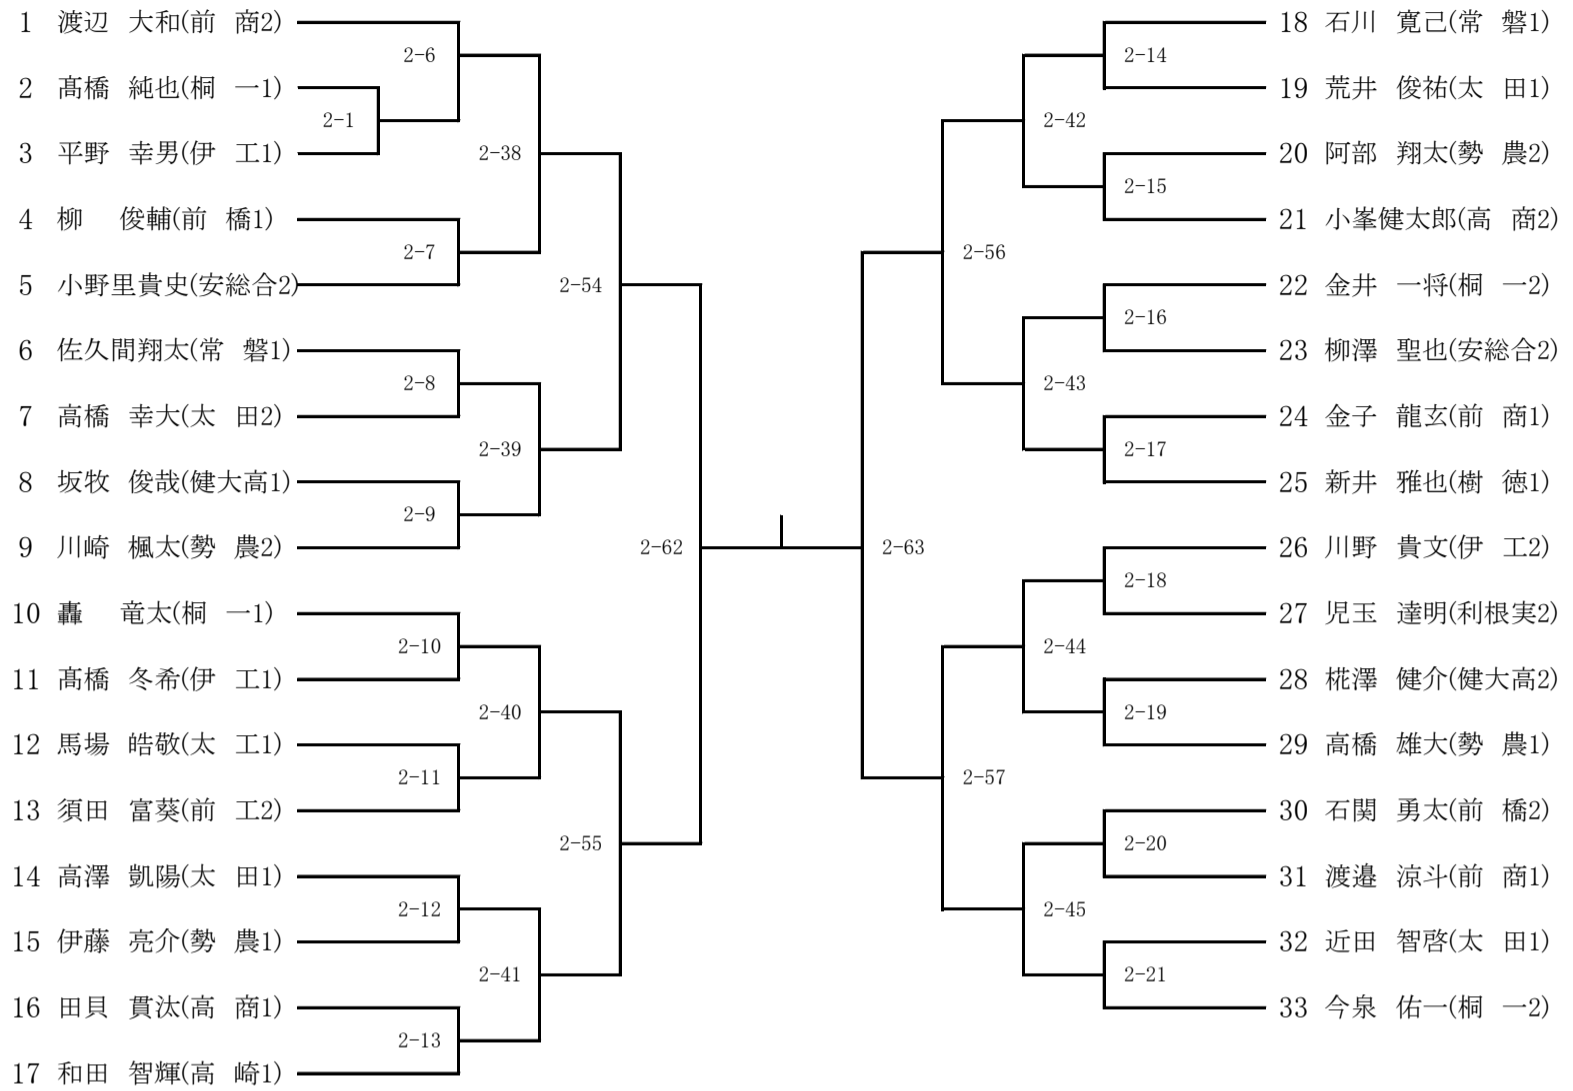 1 渡辺 大和(前 商2)
2 髙橋 純也(桐 一1)
3 平野 幸男(伊 工1)
4 柳 俊輔(前 橋1)
5 小野里貴史(安総合2)
6 佐久間翔太(常 磐1)
7 高橋 幸大(太 田2)
8 坂牧 俊哉(健大高1)
9 川崎 楓太(勢 農2)
10 轟 竜太(桐 一1)
11 髙橋 冬希(伊 工1)
12 馬場 皓敬(太 工1)
13 須田 富葵(前 工2)
14 高澤 凱陽(太 田1)
15 伊藤 亮介(勢 農1)
16 田貝 貫汰(高 商1)
17 和田 智輝(高 崎1)
2-1
2-6
2-7
2-8
2-9
2-10
2-11
2-12
2-13
2-38
2-39
2-40
2-41
2-54
2-55
2-62
2-63
2-56
2-57
2-42
2-43
2-44
2-45
2-14
2-15
2-16
2-17
2-18
2-19
2-20
2-21
18 石川 寛己(常 磐1)
19 荒井 俊祐(太 田1)
20 阿部 翔太(勢 農2)
21 小峯健太郎(高 商2)
22 金井 一将(桐 一2)
23 柳澤 聖也(安総合2)
24 金子 龍玄(前 商1)
25 新井 雅也(樹 徳1)
26 川野 貴文(伊 工2)
27 児玉 達明(利根実2)
28 椛澤 健介(健大高2)
29 高橋 雄大(勢 農1)
30 石関 勇太(前 橋2)
31 渡邉 涼斗(前 商1)
32 近田 智啓(太 田1)
33 今泉 佑一(桐 一2)